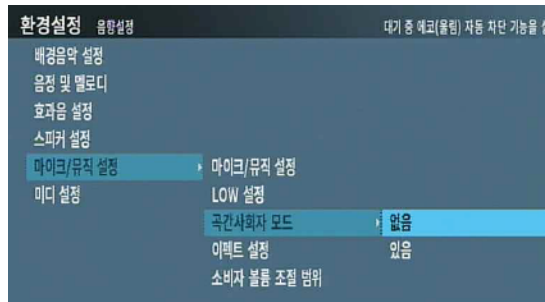 환경설정 음향설정 대기 중 에코(울림) 자동 차단 기능을
배경음악 설정
음정 및 멜로디
효과음 설정
스피커 설정
마이크/뮤직 설정 마이크/뮤직 설정
미디 설정 LOW 설정
곡간사회자 모드 없음
이펙트 설정 있음
소비자 볼륨 조절 범위